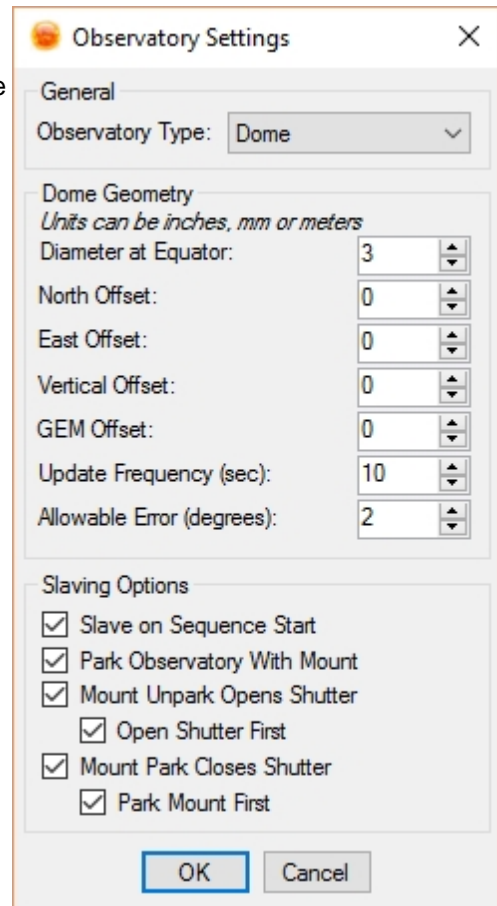 Observatory Settings
e
General
Observatory Type: Dome
Dome Geometry
Units can be inches, mm or meters
Diameter at Equator: 3
North Offset: 0
East Offset: 0
Vertical Offset: 0
GEM Offset: 0
Update Frequency (sec): 10
Allowable Error (degrees): 2
Slaving Options
Slave on Sequence Start
Park Observatory With Mount
Mount Unpark Opens Shutter
Open Shutter First
Mount Park Closes Shutter
Park Mount First
OK Cancel